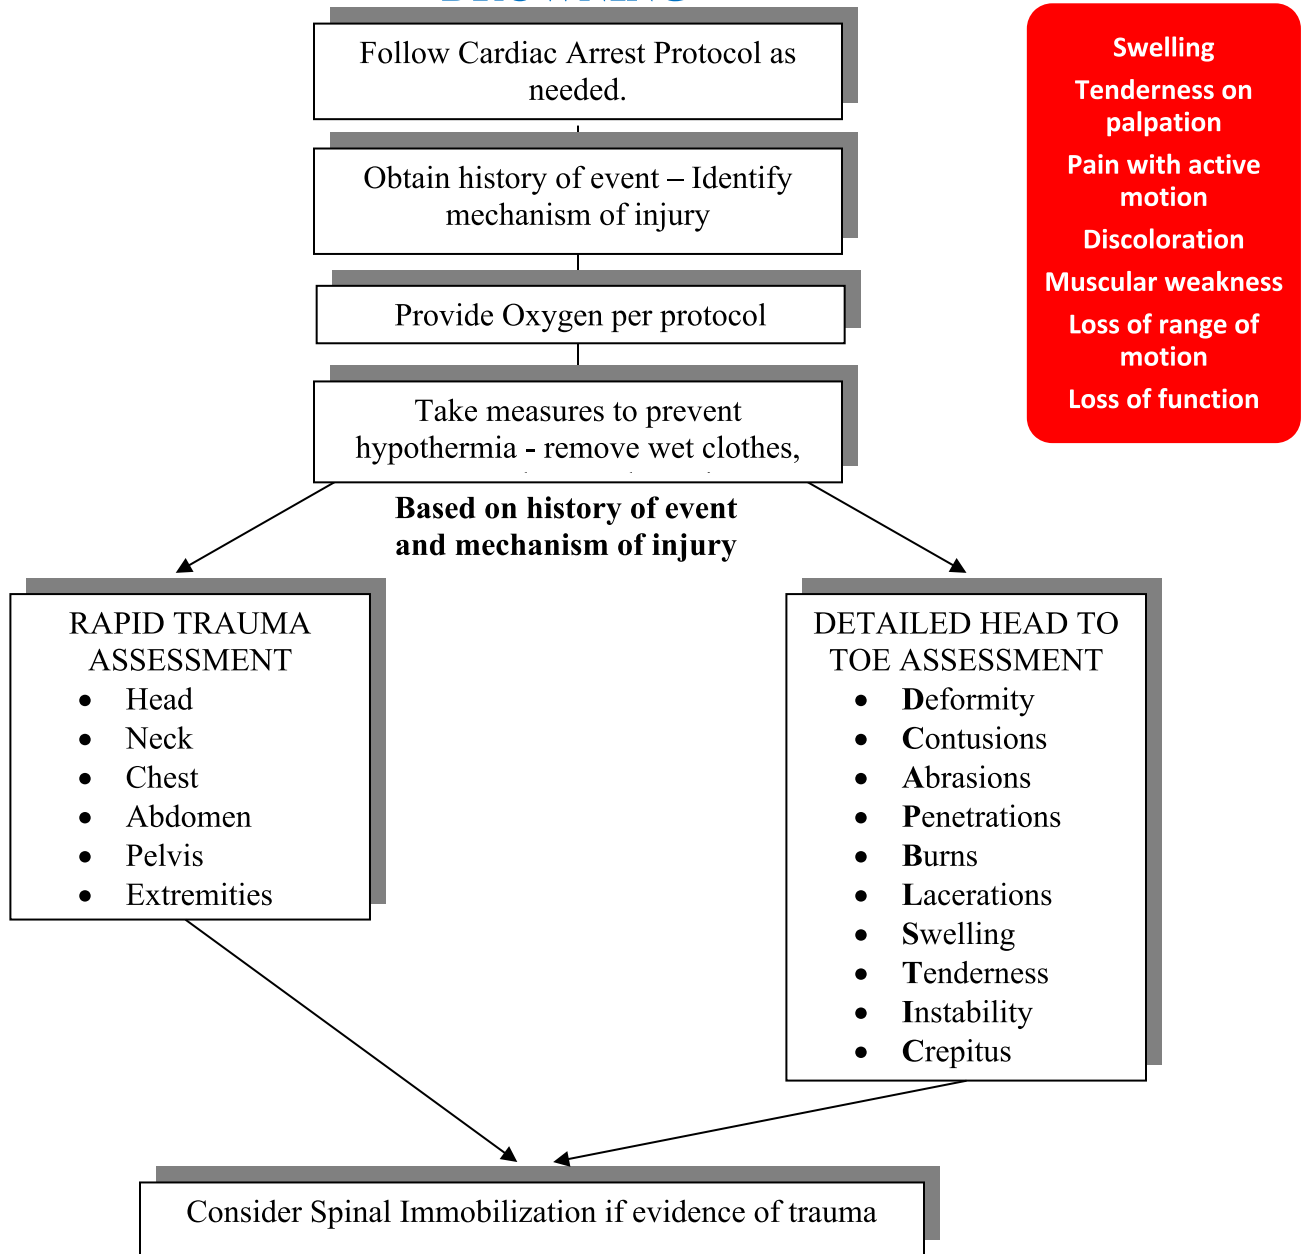 Follow Cardiac Arrest Protocol as
needed.
Obtain history of event – Identify
mechanism of injury
Provide Oxygen per protocol
Take measures to prevent
hypothermia - remove wet clothes,
Based on history of event
and mechanism of injury
RAPID TRAUMA
ASSESSMENT
• Head
• Neck
• Chest
• Abdomen
• Pelvis
• Extremities
DETAILED HEAD TO
TOE ASSESSMENT
• Deformity
• Contusions
• Abrasions
• Penetrations
• Burns
• Lacerations
• Swelling
• Tenderness
• Instability
• Crepitus
Consider Spinal Immobilization if evidence of trauma
Swelling
Tenderness on
palpation
Pain with active
motion
Discoloration
Muscular weakness
Loss of range of
motion
Loss of function